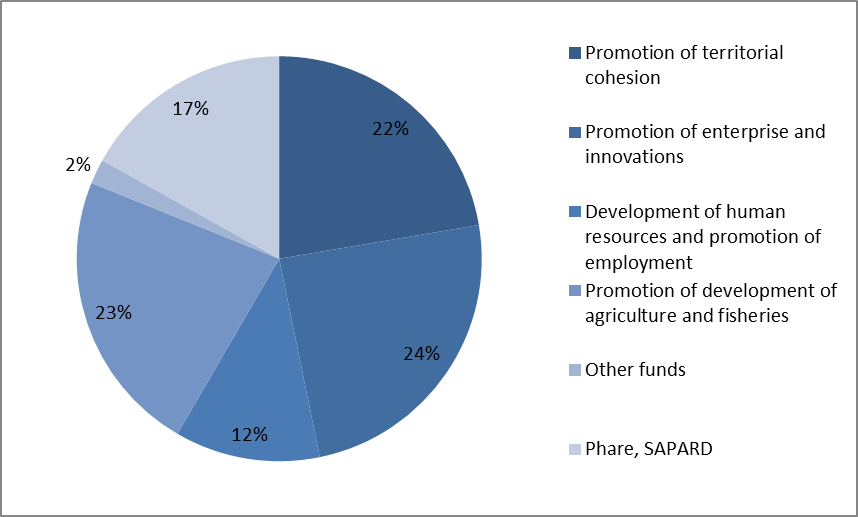 17%
22%
2%
23%
24%
12%
Promotion of territorial
cohesion
Promotion of enterprise and
innovations
Development of human
resources and promotion of
employment
Promotion of development of
agriculture and fisheries
Other funds
Phare, SAPARD